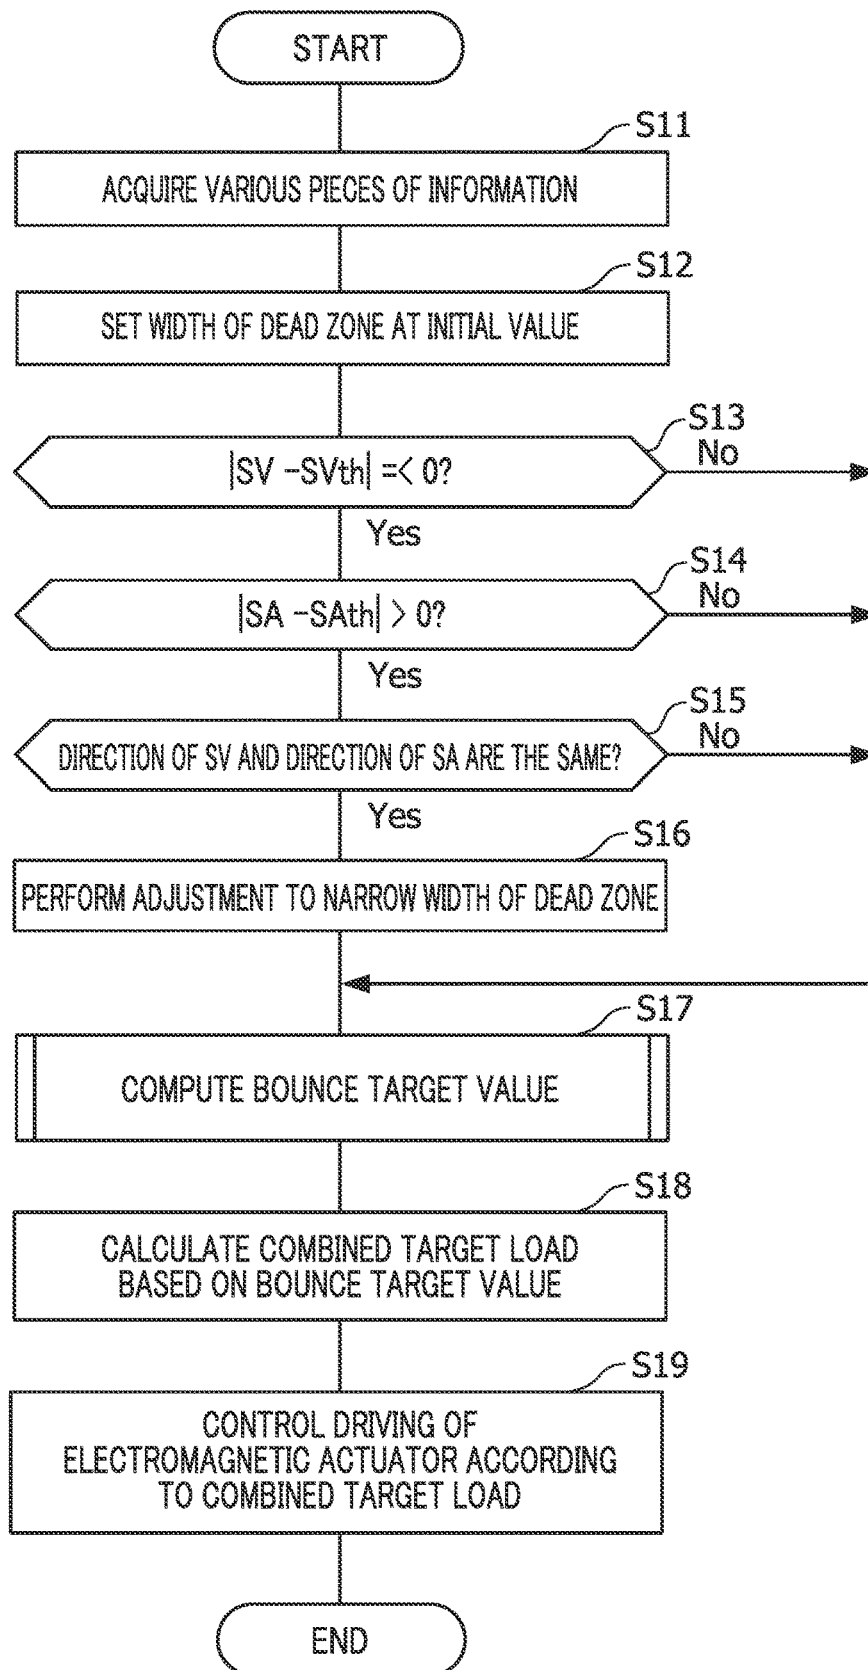 START
S11
ACQUIRE VARIOUS PIECES OF INFORMATION
S12
SET WIDTH OF DEAD ZONE AT INITIAL VALUE
S13
|SV -SVth| =< 0?
No
Yes
S14
|SA -SAth| > 0?
No
Yes
S15
DIRECTION OF SV AND DIRECTION OF SA ARE THE SAME?
No
Yes
S16
PERFORM ADJUSTMENT TO NARROW WIDTH OF DEAD ZONE
S17
COMPUTE BOUNCE TARGET VALUE
S18
CALCULATE COMBINED TARGET LOAD
BASED ON BOUNCE TARGET VALUE
S19
CONTROL DRIVING OF
ELECTROMAGNETIC ACTUATOR ACCORDING
TO COMBINED TARGET LOAD
END